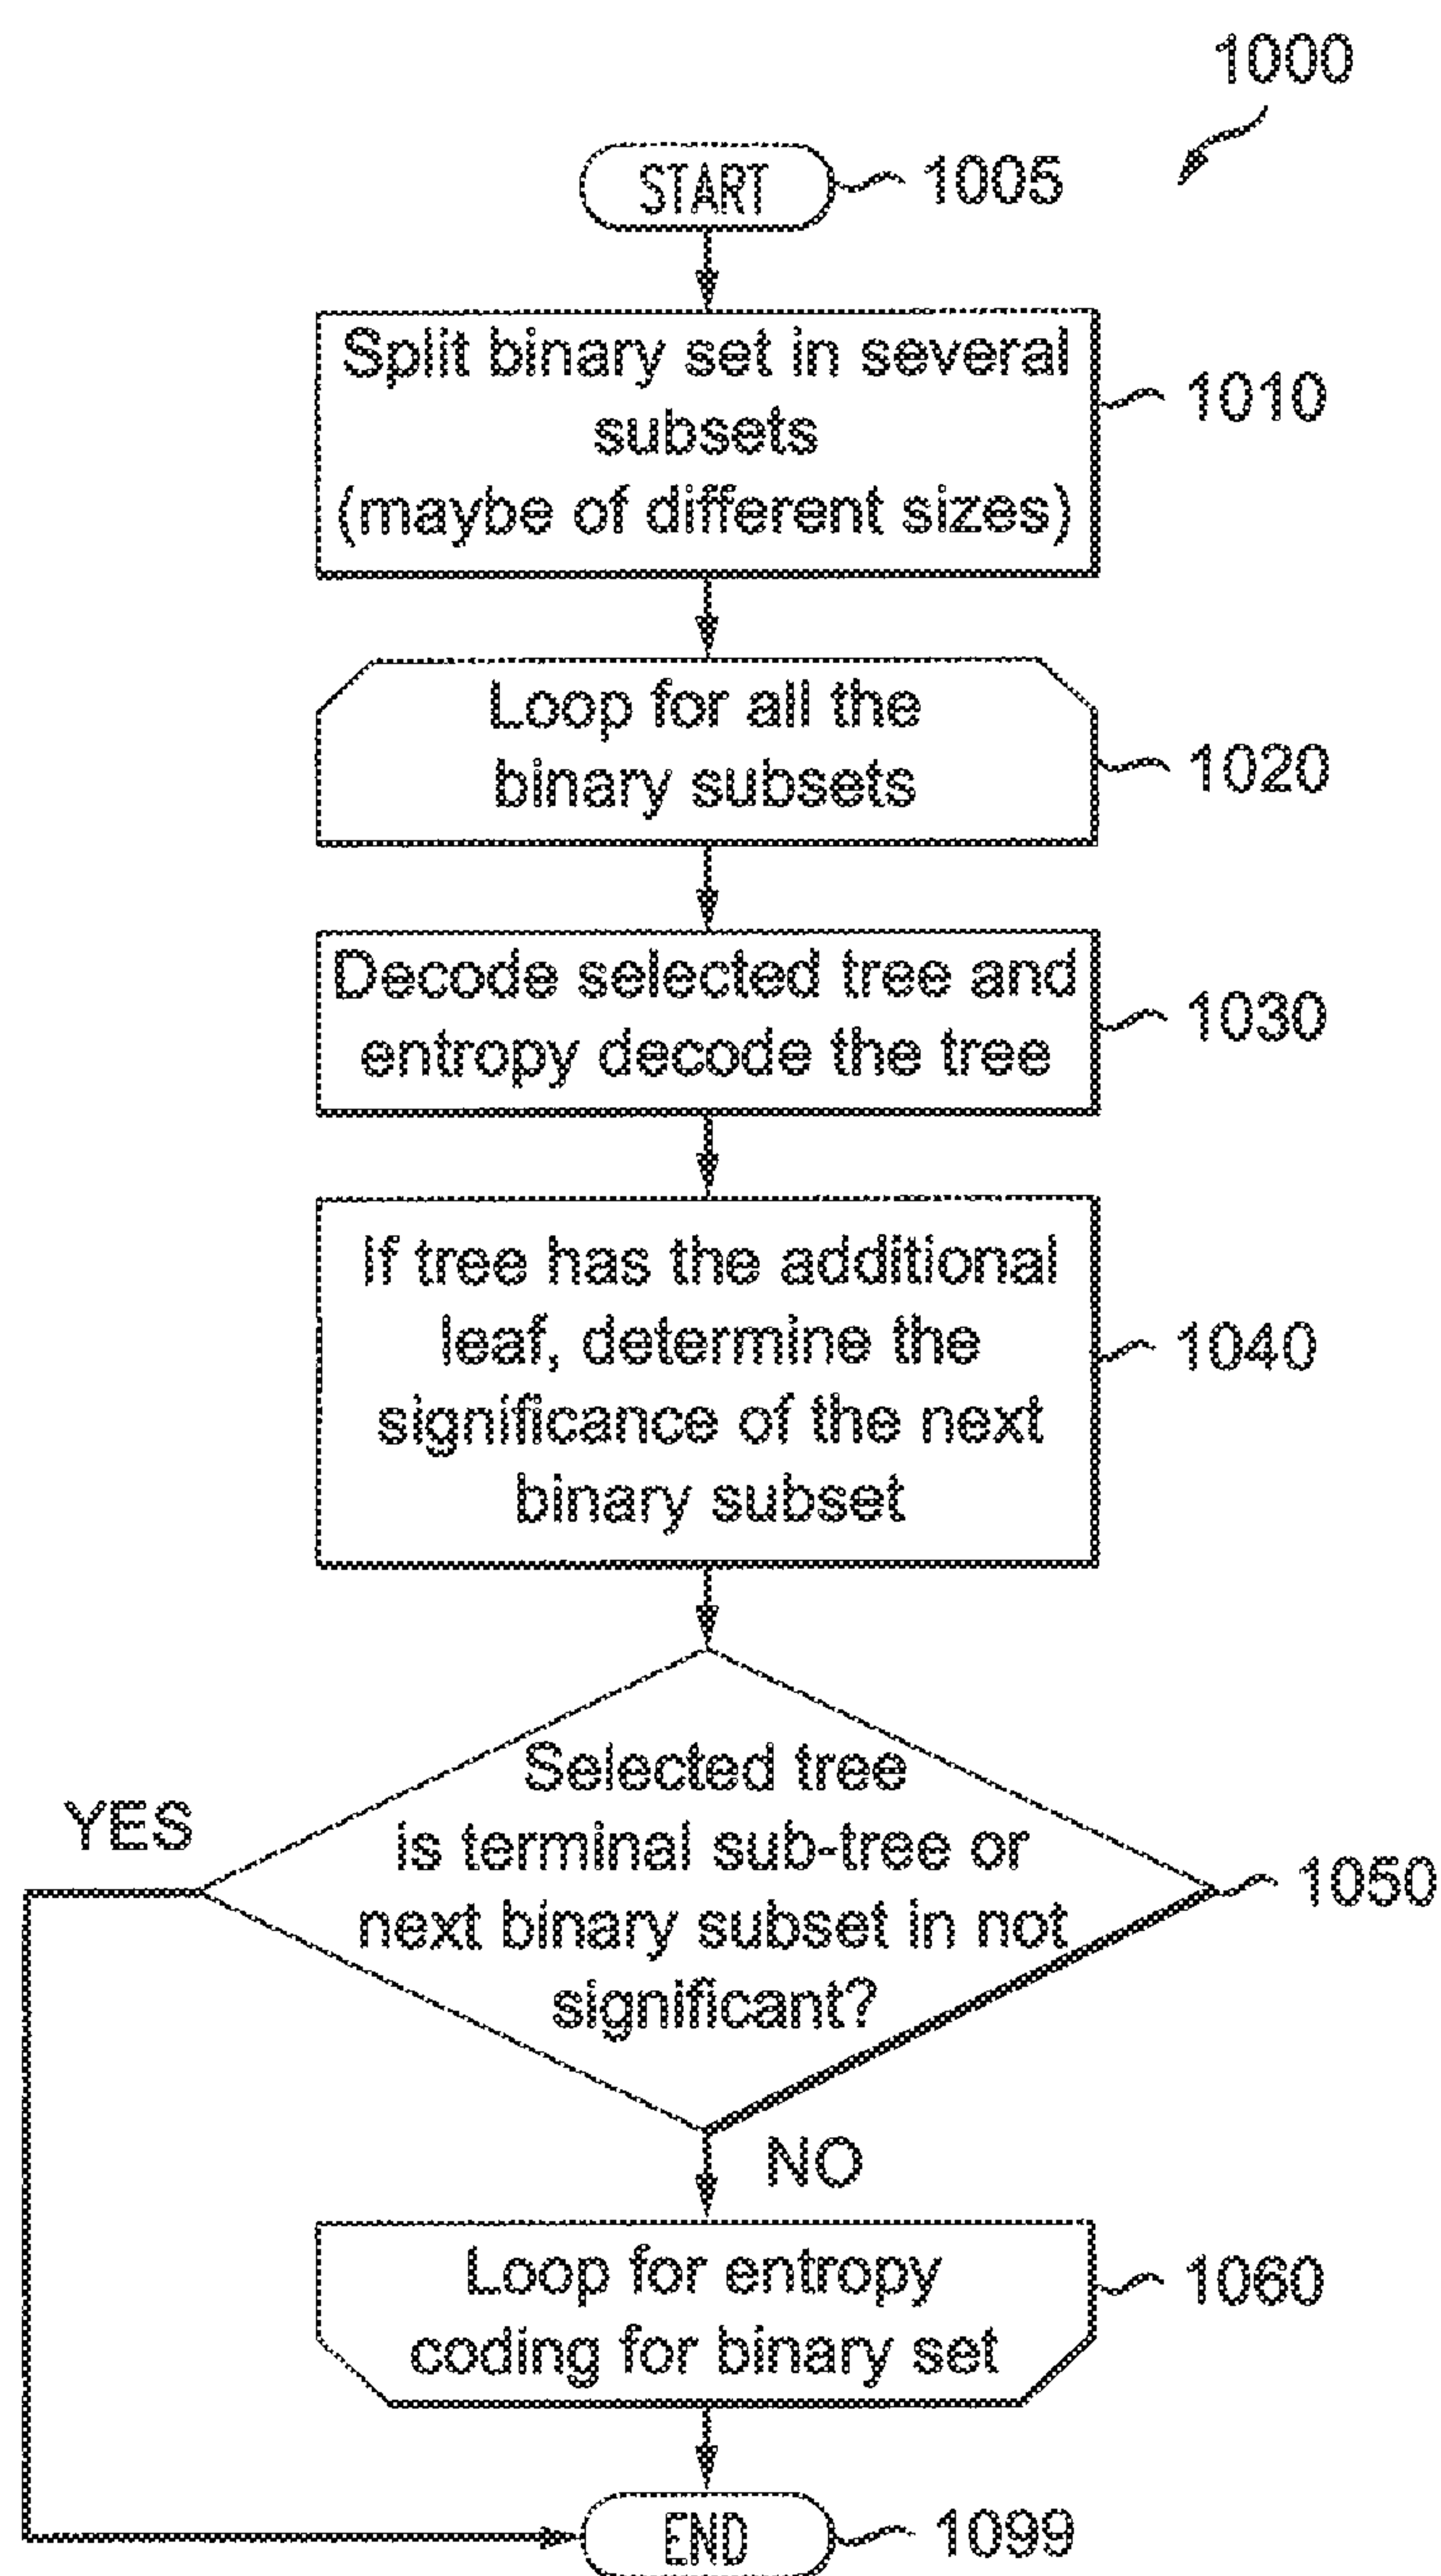 1000
START
1005
Split binary set in several
subsets
(maybe of different sizes)
1010
Loop for all the
binary subsets
1020
Decode selected tree and
entropy decode the tree
1030
If tree has the additional
leaf, determine the
significance of the next
binary subset
1040
Selected tree
is terminal sub-tree or
next binary subset in not
significant?
YES
1050
NO
Loop for entropy
coding for binary set
1060
END
1099